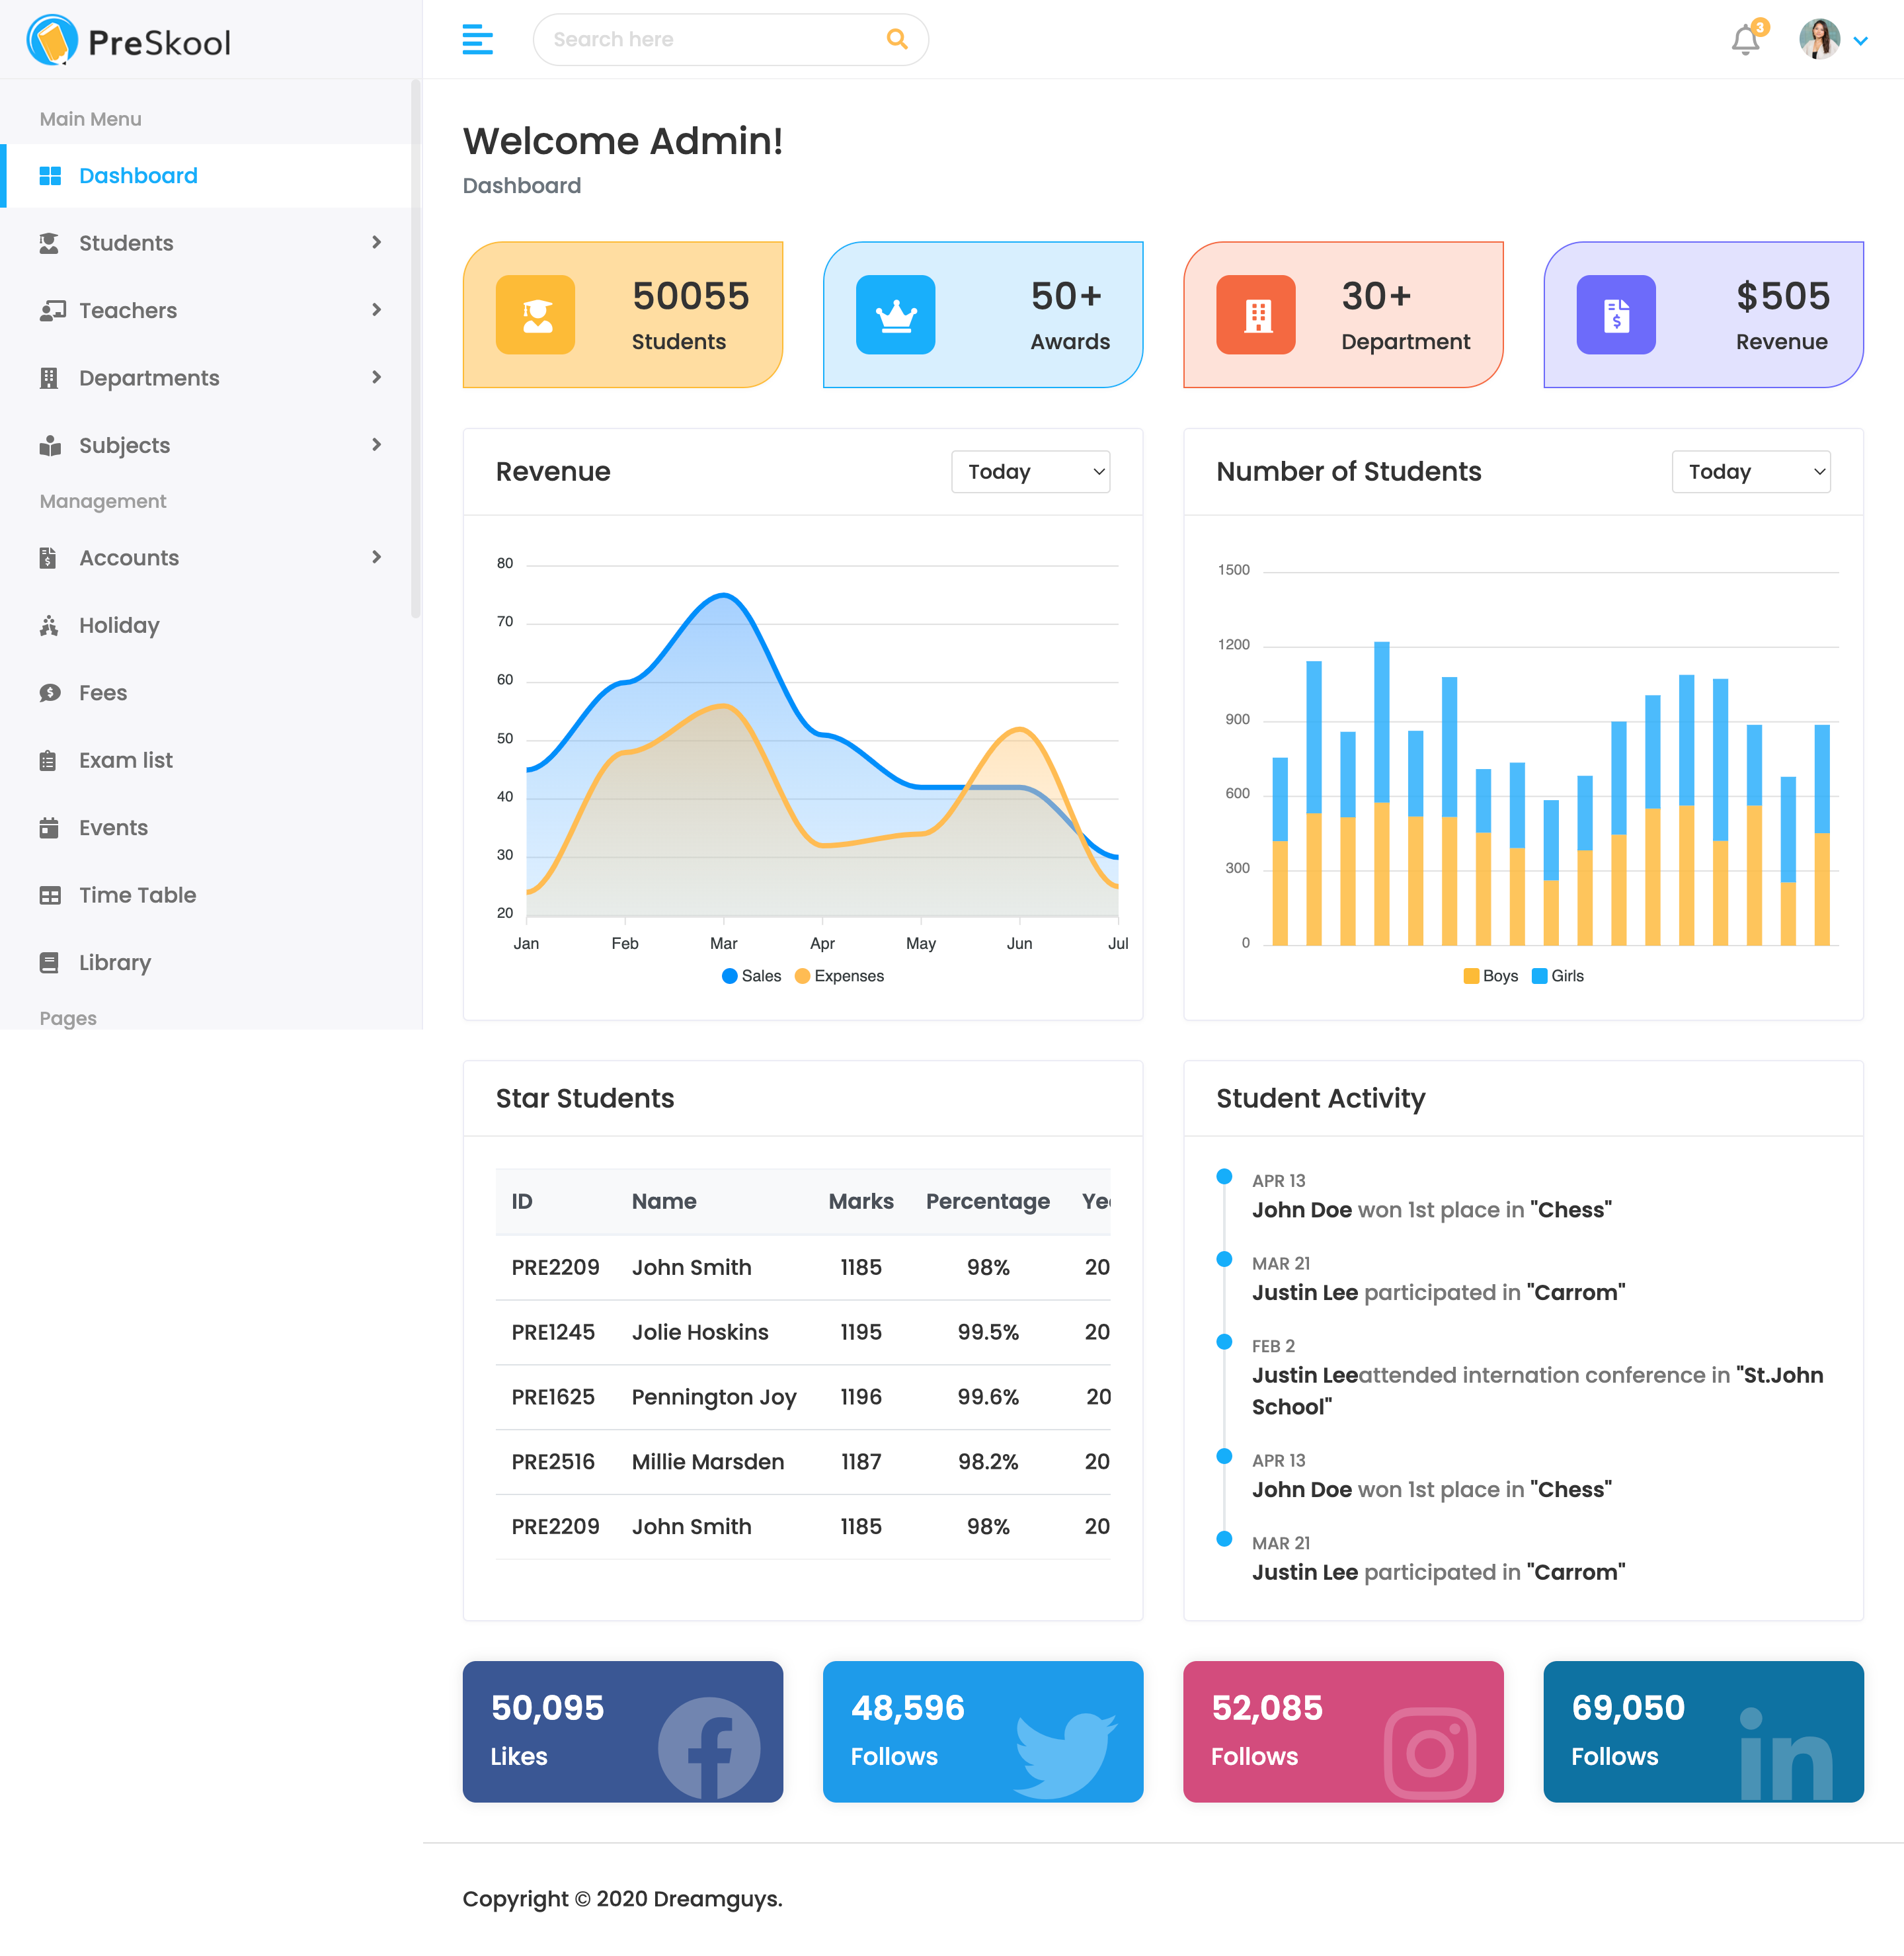 PreSkool
Search here
3
Main Menu
Dashboard
Students
Teachers
Departments
Subjects
Management
Accounts
Holiday
Fees
Exam list
Events
Time Table
Library
Pages
Welcome Admin!
Dashboard
50055
Students
50+
Awards
30+
Department
$505
Revenue
Revenue
Today
80
70
60
50
40
30
20
Jan Feb Mar Apr May Jun Jul
Sales Expenses
Number of Students
Today
1500
1200
900
600
300
0
Boys Girls
Star Students
ID Name Marks Percentage
PRE2209 John Smith 1185 98% 20
PRE1245 Jolie Hoskins 1195 99.5% 20
PRE1625 Pennington Joy 1196 99.6% 20
PRE2516 Millie Marsden 1187 98.2% 20
PRE2209 John Smith 1185 98% 20
Student Activity
APR 13
John Doe won 1st place in "Chess"
MAR 21
Justin Lee participated in "Carrom"
FEB 2
Justin Leeattended internation conference in "St.John
School"
APR 13
John Doe won 1st place in "Chess"
MAR 21
Justin Lee participated in "Carrom"
50,095
Likes
48,596
Follows
52,085
Follows
69,050
Follows
in
Copyright © 2020 Dreamguys.